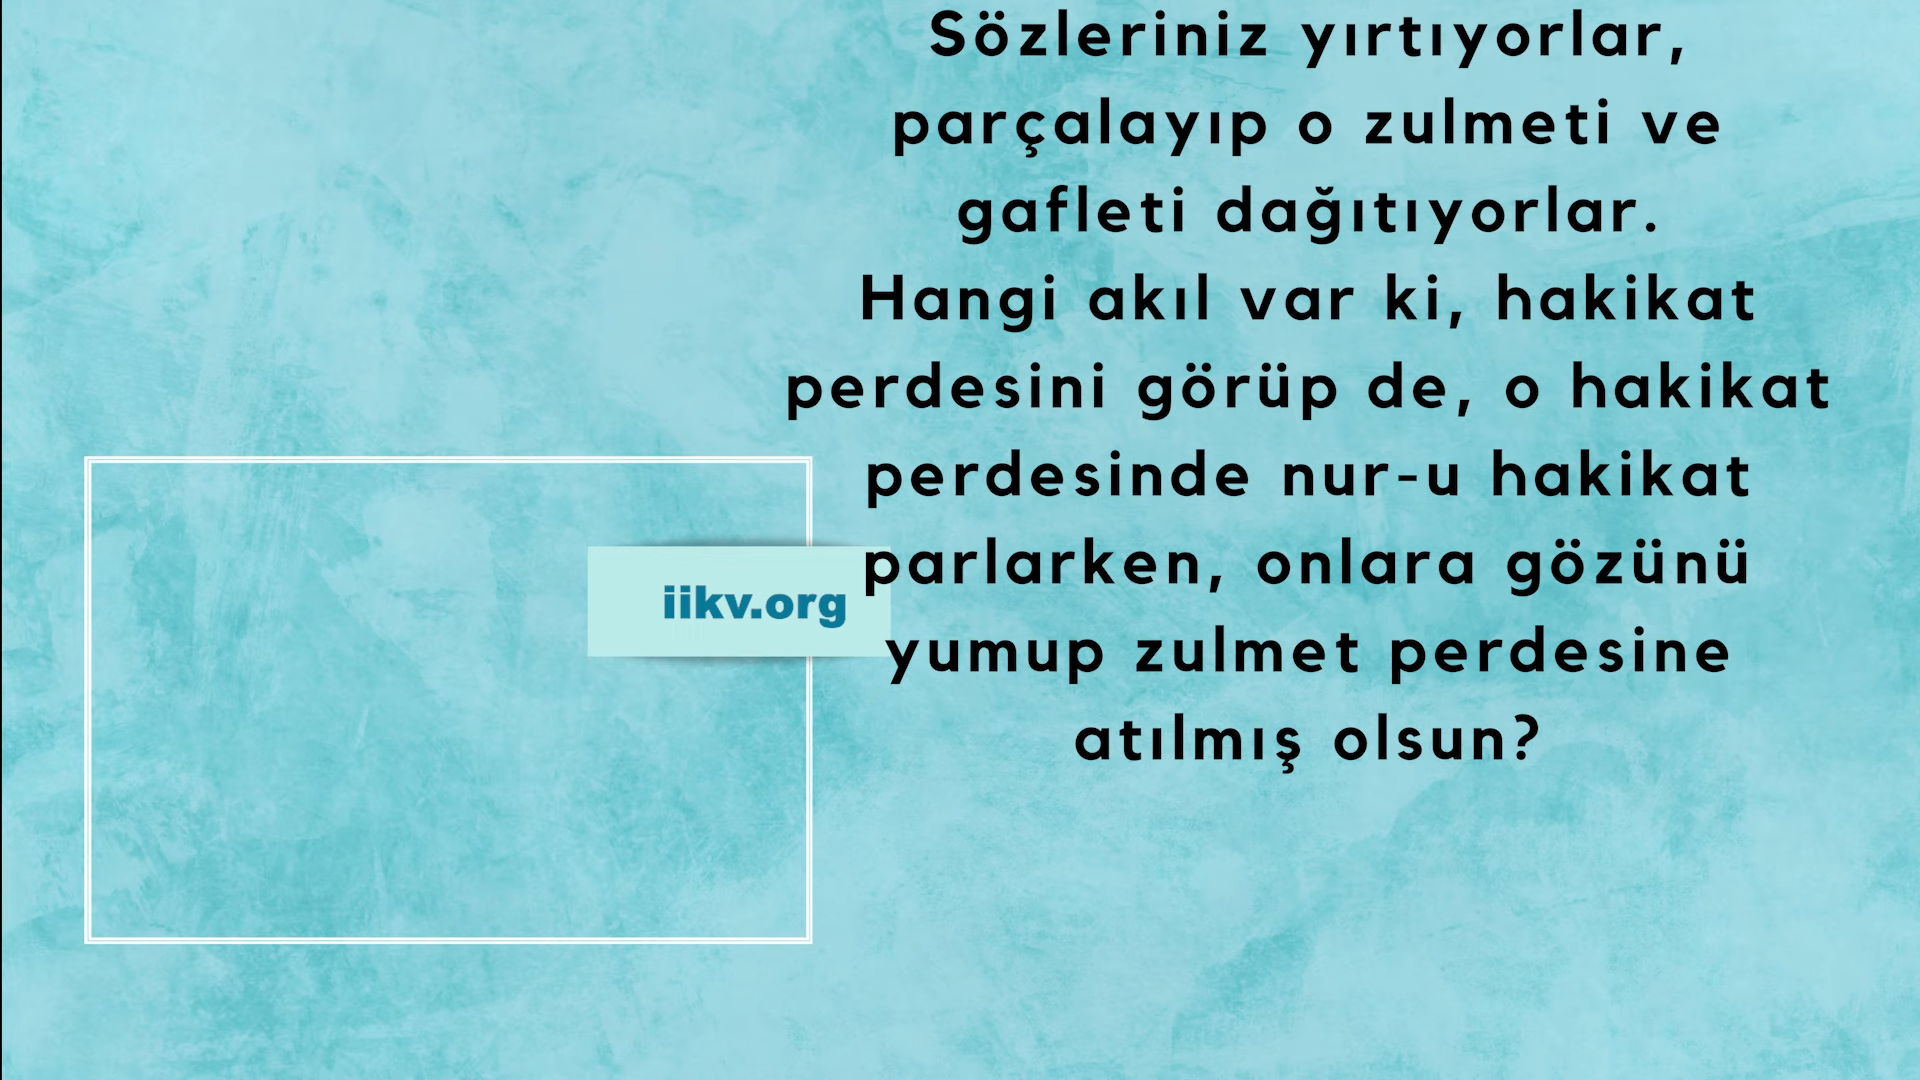 Sözleriniz yırtıyorlar,
parçalayıp o zulmeti ve
gafleti dağıtıyorlar.
Hangi akıl var ki, hakikat
perdesini görüp de, o hakikat
perdesinde nur-u hakikat
parlarken, onlara gözünü
yumup zulmet perdesine
atılmış olsun?
iikv.org